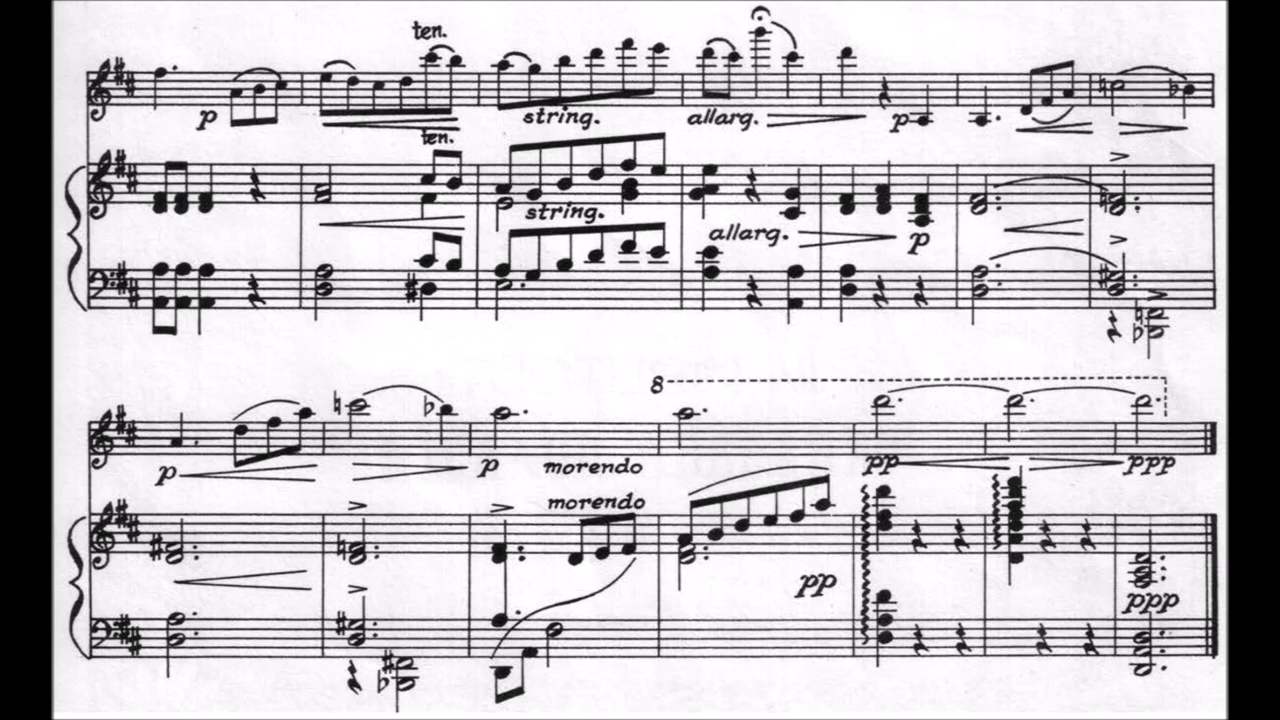 ten.
p string. allarg. p
ten.
string.
allarg. p
8
p p morendo pp ppp
morendo
pp
ppp